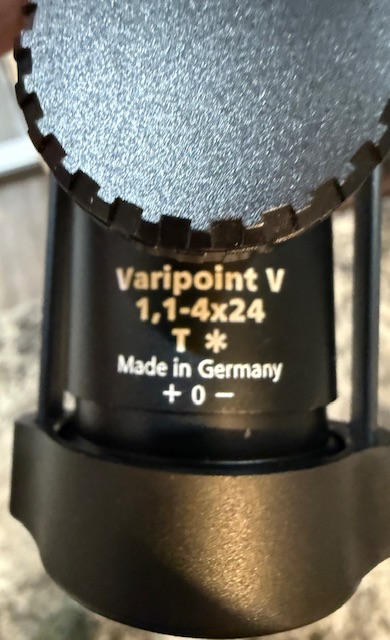 Varipoint V
1,1-4x24
T *
Made in Germany
+ 0 −